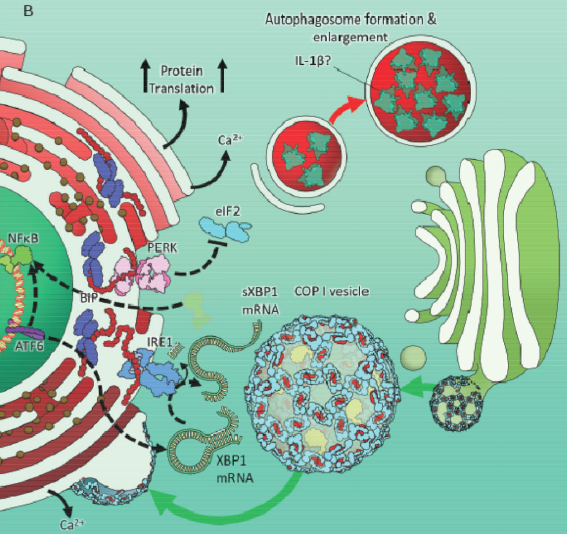 B
Autophagosome formation &
enlargement
IL-1β?
Protein
Translation
Ca²⁺
eIF2
NFκB
PERK
BIP
sXBP1
mRNA
COP I vesicle
IRE1
ATF6
XBP1
mRNA
Ca²⁺